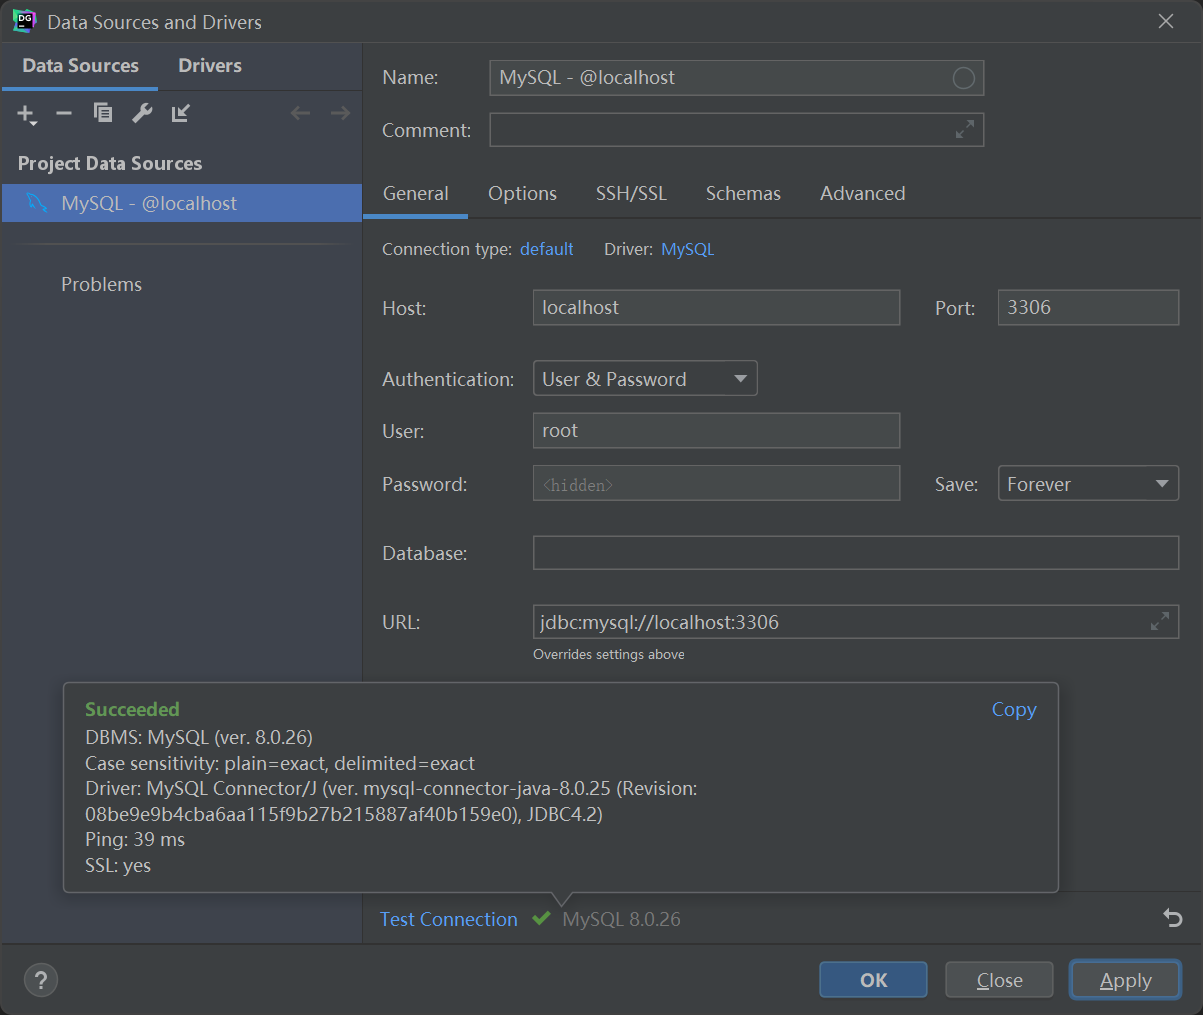 DG
Data Sources and Drivers
Data Sources Drivers
Project Data Sources
MySQL - @localhost
Problems
Name: MySQL - @localhost
Comment:
General Options SSH/SSL Schemas Advanced
Connection type: default Driver: MySQL
Host: localhost Port: 3306
Authentication: User & Password
User: root
Password: <hidden> Save: Forever
Database:
URL: jdbc:mysql://localhost:3306
Overrides settings above
Succeeded Copy
DBMS: MySQL (ver. 8.0.26)
Case sensitivity: plain=exact, delimited=exact
Driver: MySQL Connector/J (ver. mysql-connector-java-8.0.25 (Revision:
08be9e9b4cba6aa115f9b27b215887af40b159e0), JDBC4.2)
Ping: 39 ms
SSL: yes
Test Connection MySQL 8.0.26
? OK Close Apply